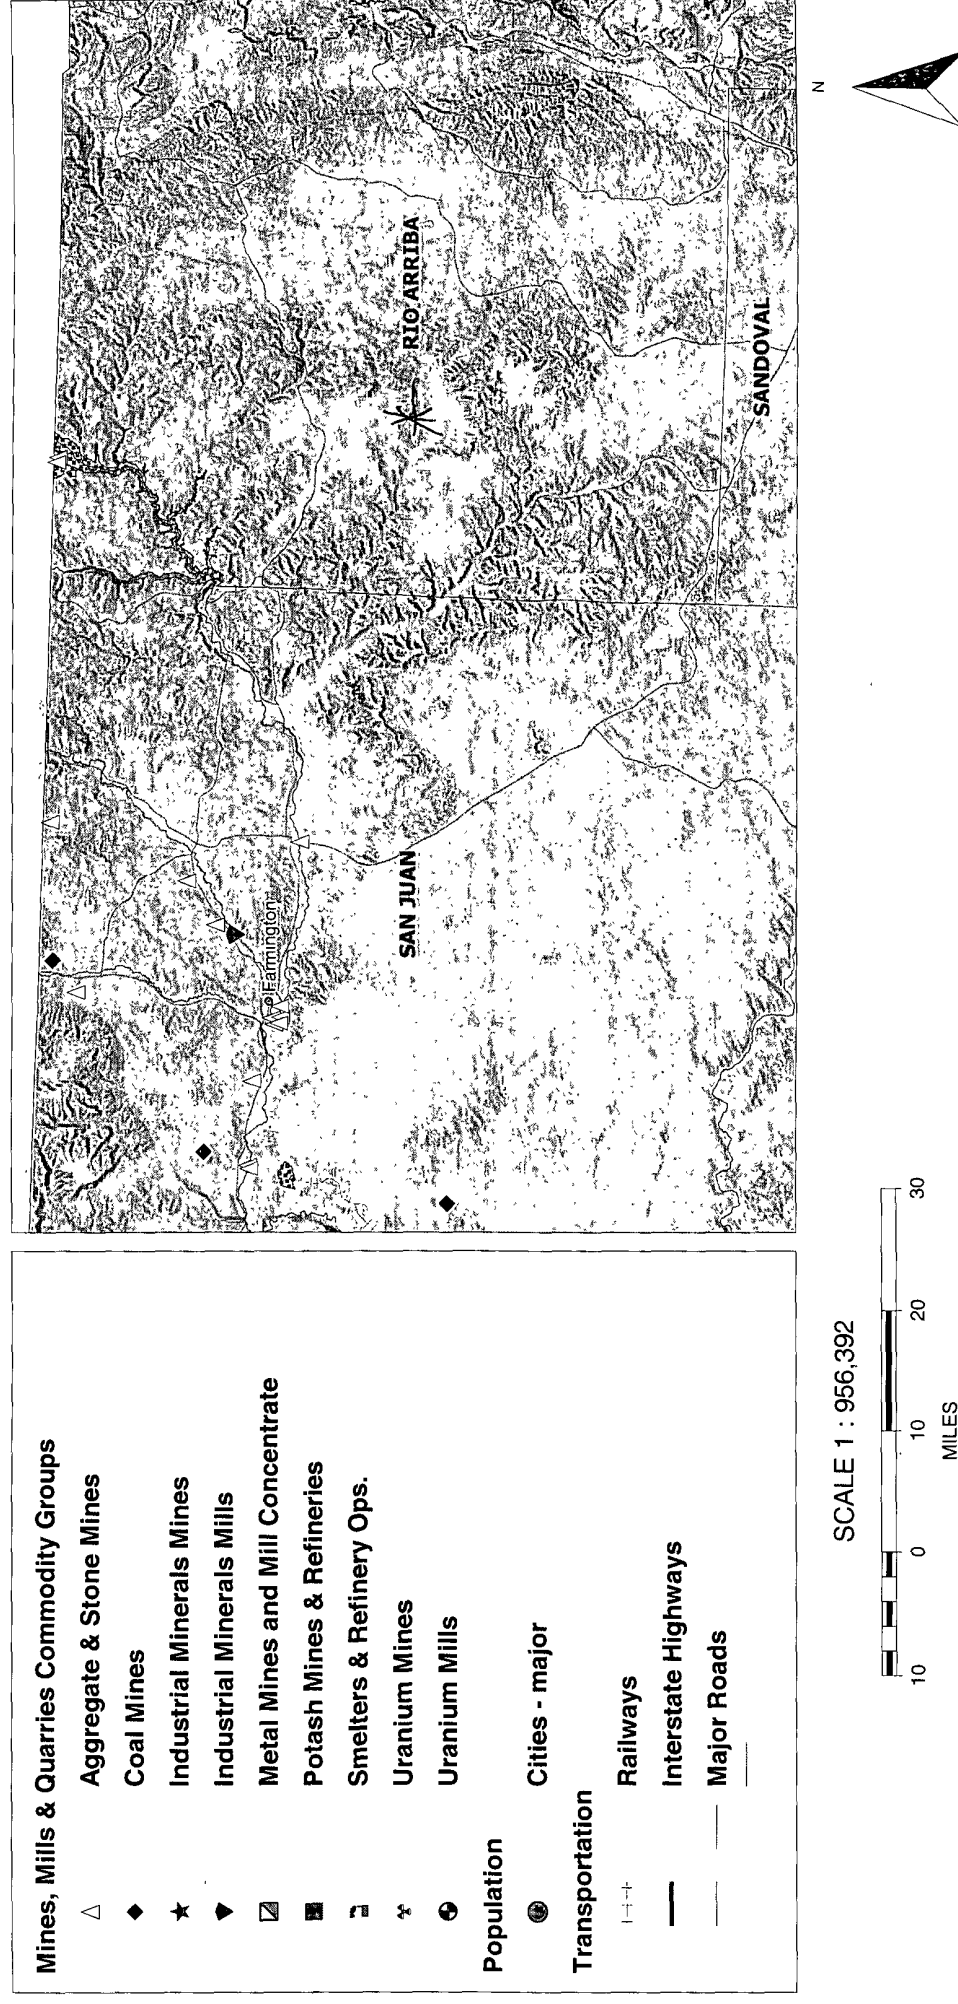 Mines, Mills & Quarries Commodity Groups
Aggregate & Stone Mines
Coal Mines
Industrial Minerals Mines
Industrial Minerals Mills
Metal Mines and Mill Concentrate
Potash Mines & Refineries
Smelters & Refinery Ops.
Uranium Mines
Uranium Mills
Population
Cities - major
Transportation
Railways
Interstate Highways
Major Roads
Farmington
SAN JUAN
RIO ARRIBA
SANDOVAL
N
SCALE 1 : 956,392
10 0 10 20 30
MILES